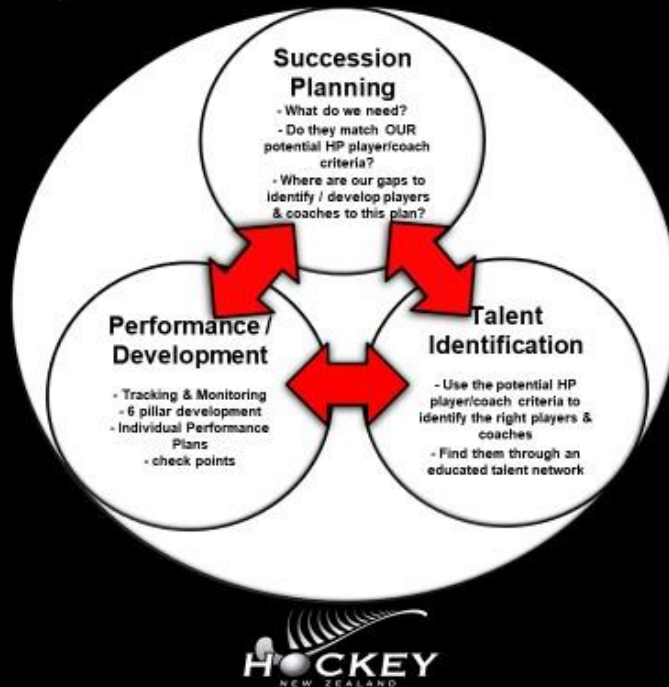 Succession
Planning
- What do we need?
- Do they match OUR
potential HP player/coach
criteria?
- Where are our gaps to
identify / develop players
& coaches to this plan?
Performance /
Development
- Tracking & Monitoring
- 6 pillar development
- Individual Performance
Plans
- check points
Talent
Identification
- Use the potential HP
player/coach criteria to
identify the right players &
coaches
- Find them through an
educated talent network
HOCKEY
NEW ZEALAND